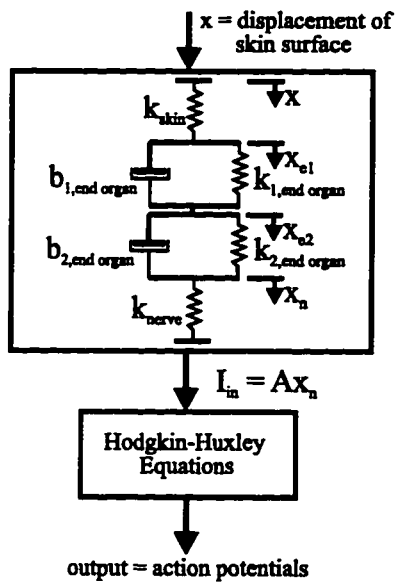 x = displacement of
skin surface
x
k_skin
x_e1
b_1,end organ
k_1,end organ
x_e2
b_2,end organ
k_2,end organ
x_n
k_nerve
I_in = Ax_n
Hodgkin-Huxley
Equations
output = action potentials